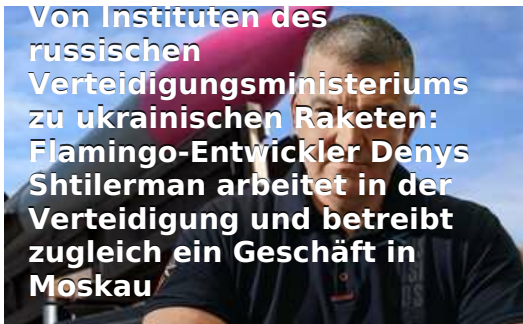 Von Instituten des
russischen
Verteidigungsministeriums
zu ukrainischen Raketen:
Flamingo-Entwickler Denys
Shtilerman arbeitet in der
Verteidigung und betreibt
zugleich ein Geschäft in
Moskau